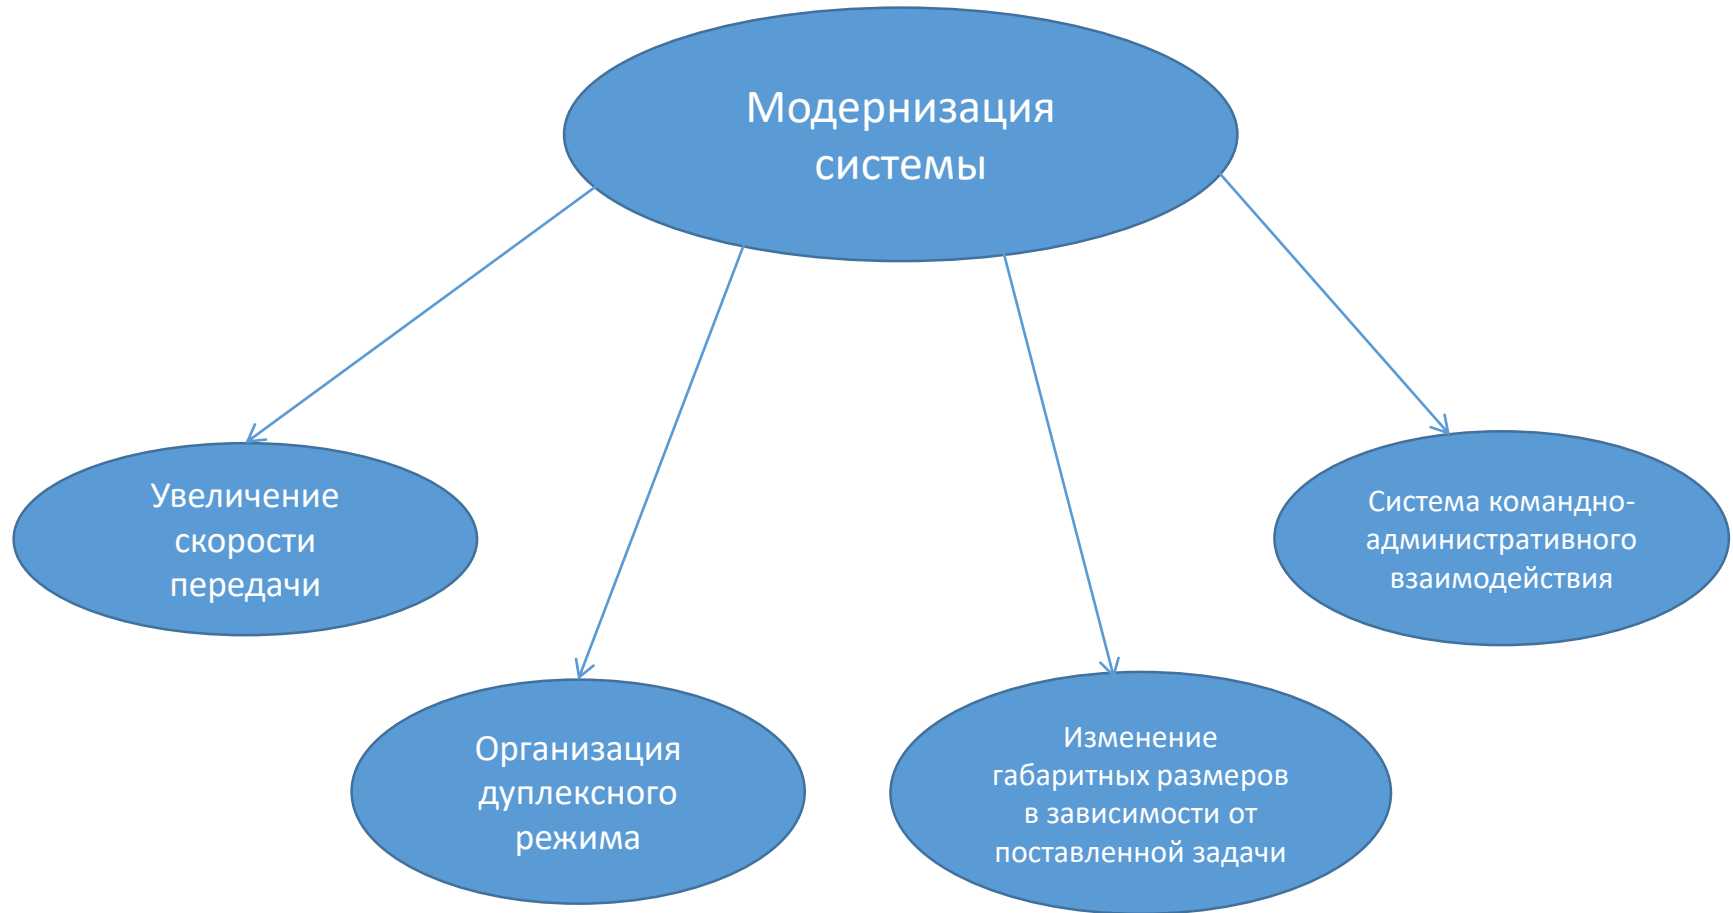 Модернизация
системы
Увеличение
скорости
передачи
Организация
дуплексного
режима
Изменение
габаритных размеров
в зависимости от
поставленной задачи
Система командно-
административного
взаимодействия